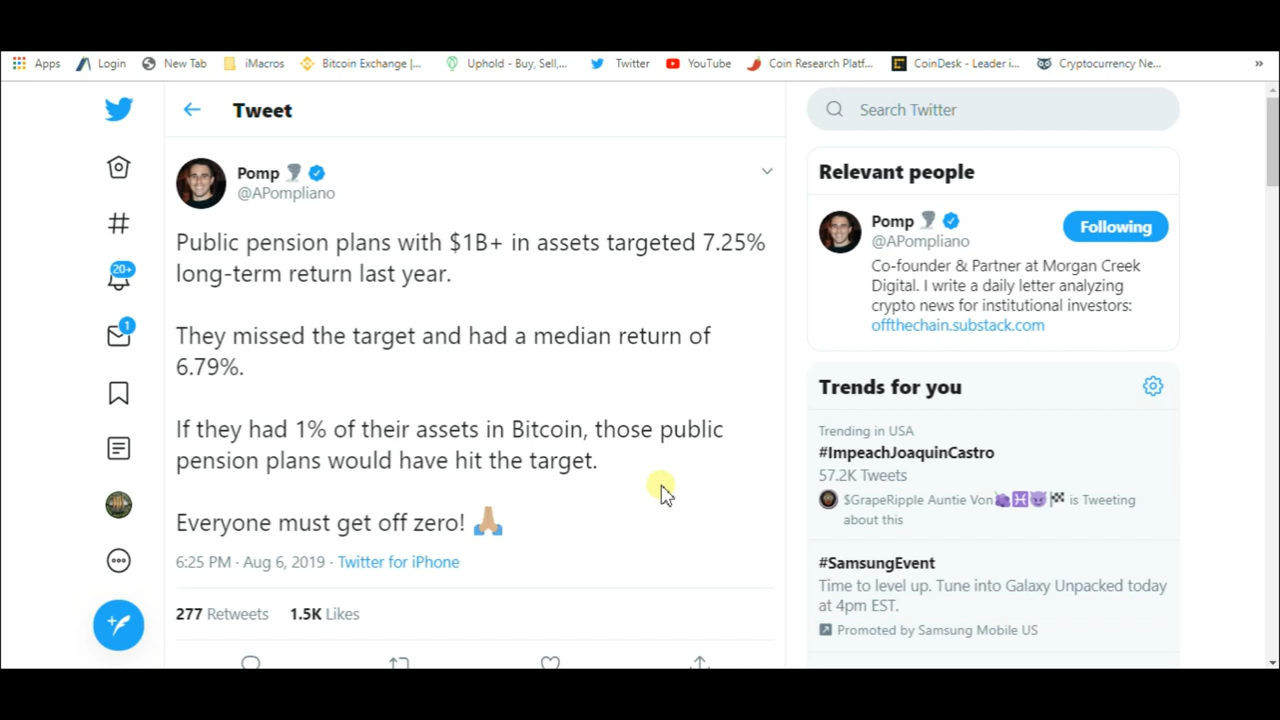 Apps Login New Tab iMacros Bitcoin Exchange |... Uphold - Buy, Sell,... Twitter YouTube Coin Research Platf... CoinDesk - Leader i... Cryptocurrency Ne... »
Tweet
Search Twitter
Pomp
@APompliano
Public pension plans with $1B+ in assets targeted 7.25%
long-term return last year.
They missed the target and had a median return of
6.79%.
If they had 1% of their assets in Bitcoin, those public
pension plans would have hit the target.
Everyone must get off zero! 🙏🏼
6:25 PM · Aug 6, 2019 · Twitter for iPhone
277 Retweets 1.5K Likes
20+
1
Relevant people
Pomp
Following
@APompliano
Co-founder & Partner at Morgan Creek
Digital. I write a daily letter analyzing
crypto news for institutional investors:
offthechain.substack.com
Trends for you
Trending in USA
#ImpeachJoaquinCastro
57.2K Tweets
$GrapeRipple Auntie Von🍇♓😈🏁 is Tweeting
about this
#SamsungEvent
Time to level up. Tune into Galaxy Unpacked today
at 4pm EST.
Promoted by Samsung Mobile US